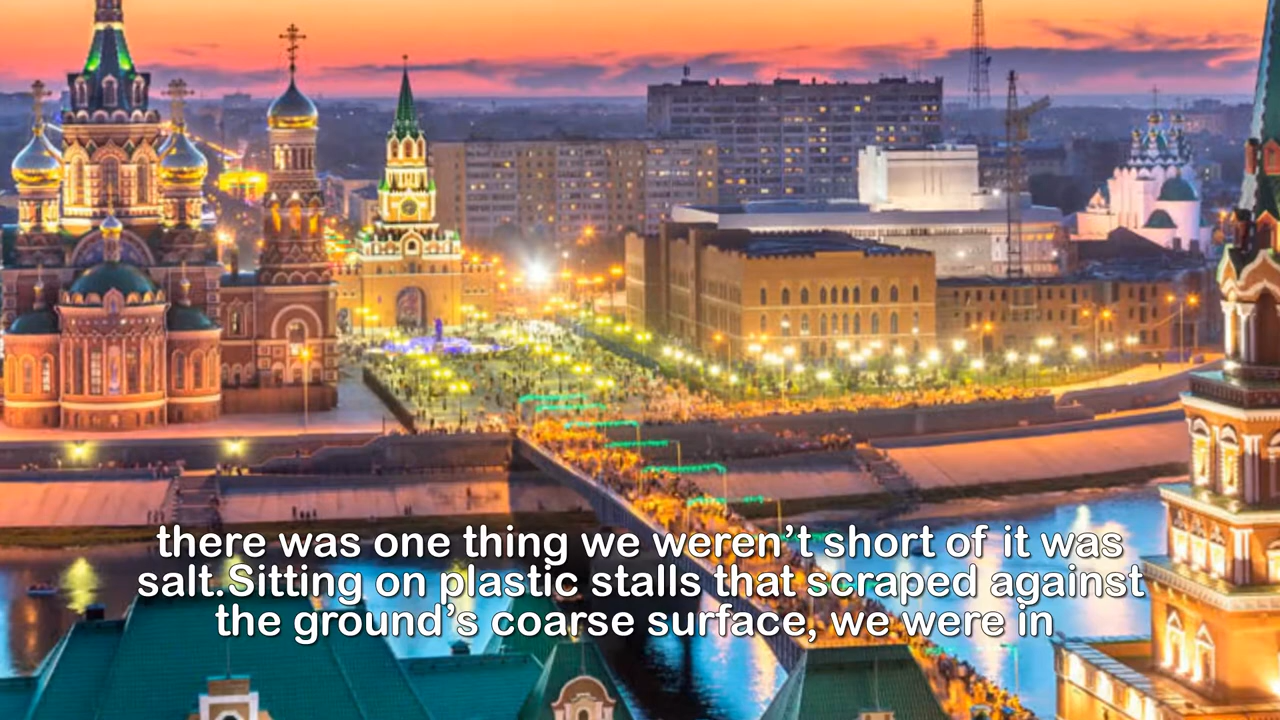 there was one thing we weren’t short of it was
salt.Sitting on plastic stalls that scraped against
the ground’s coarse surface, we were in